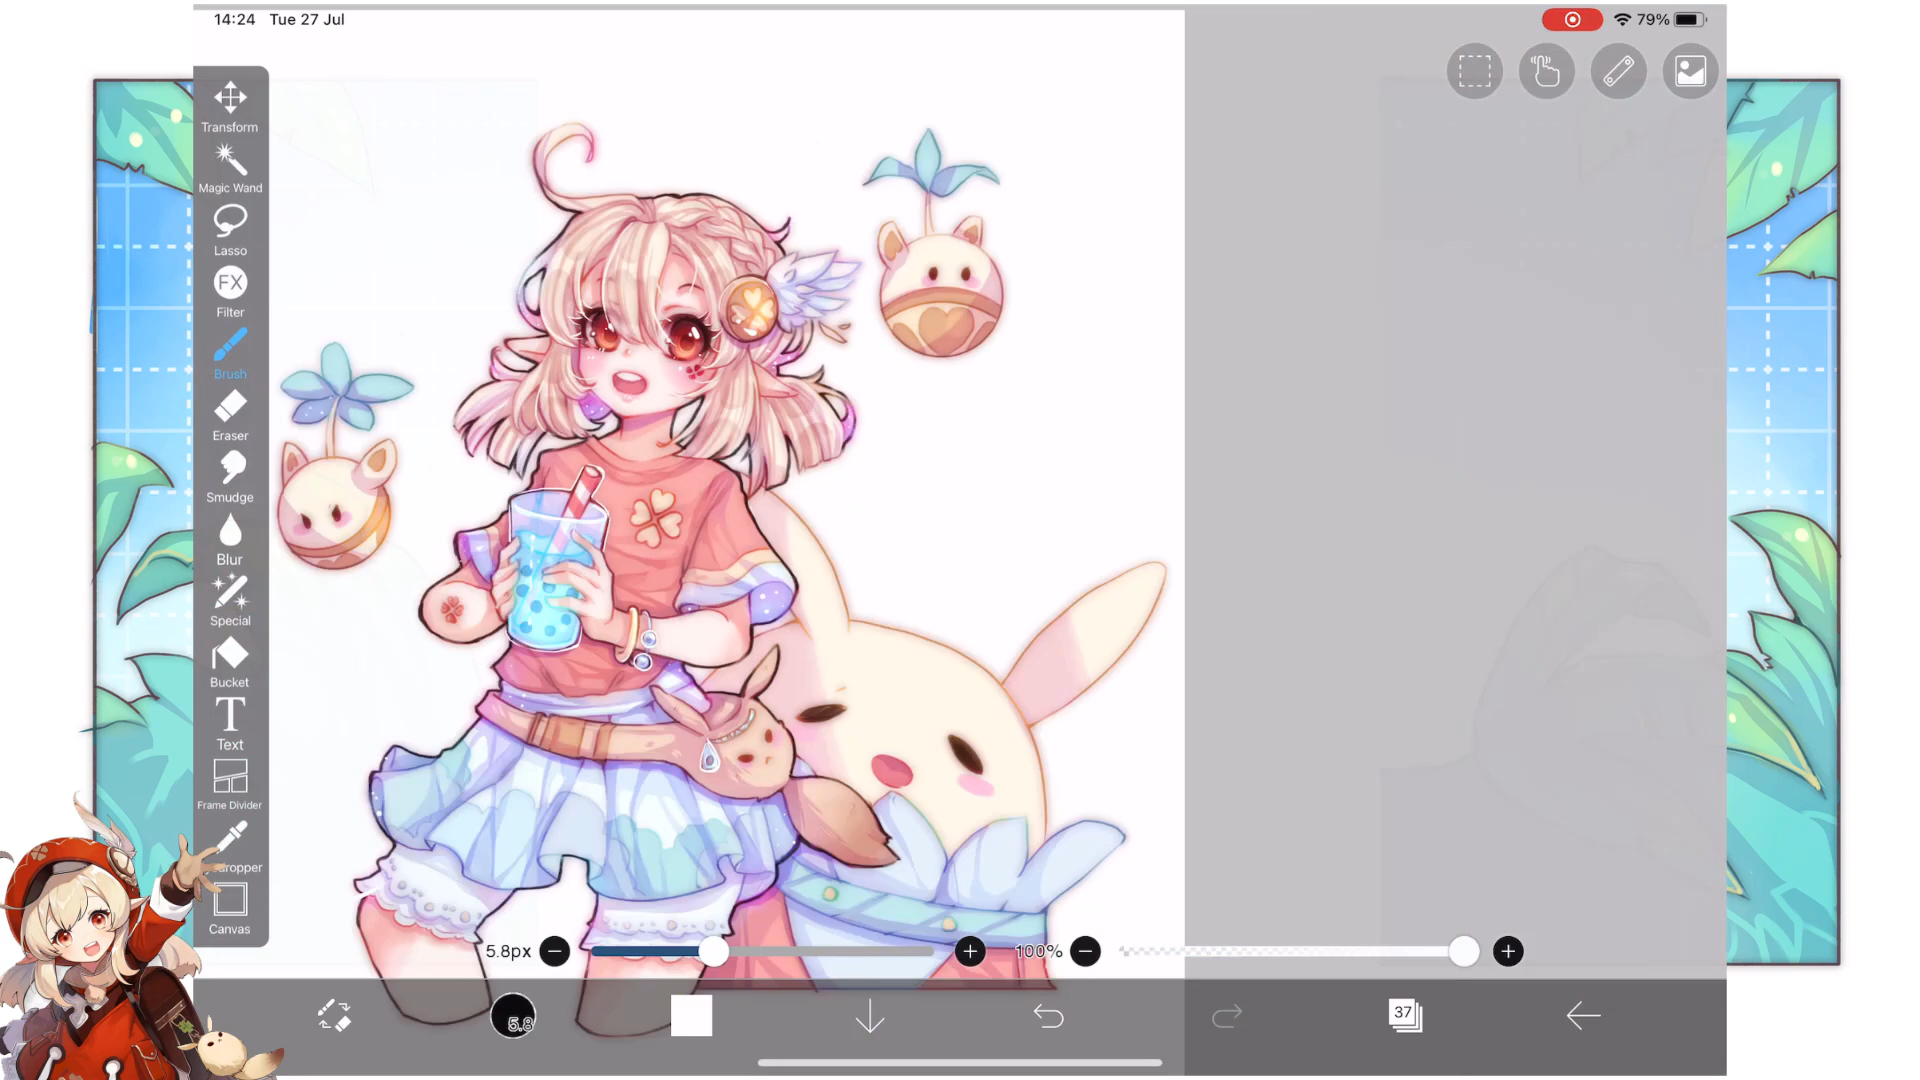 14:24 Tue 27 Jul
79%
Transform
Magic Wand
Lasso
FX
Filter
Brush
Eraser
Smudge
Blur
Special
Bucket
T
Text
Frame Divider
ropper
Canvas
5.8px
100%
5.8
37